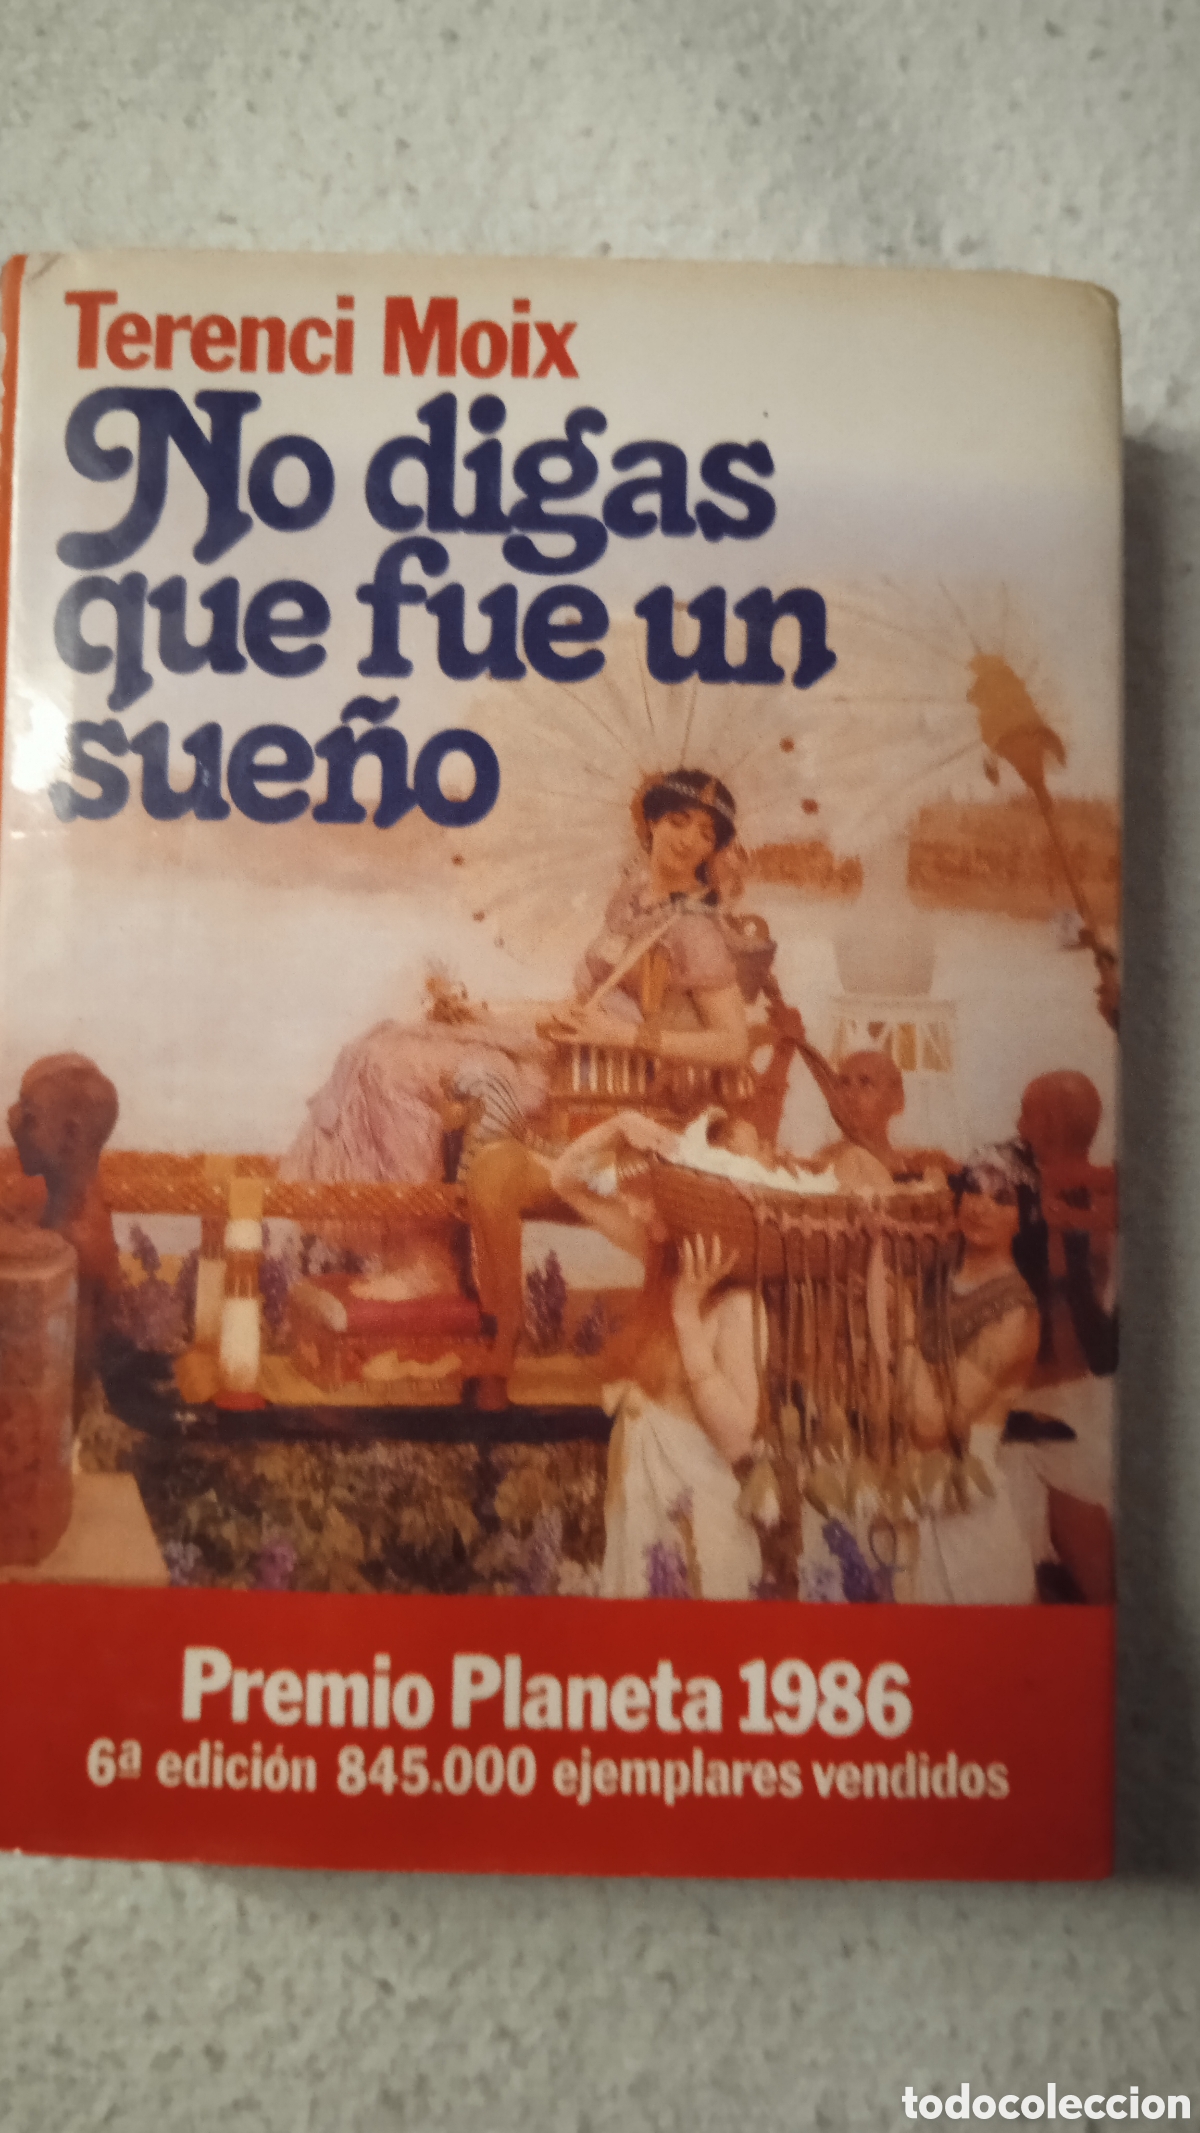 Terenci Moix
No digas
que fue un
sueño
Premio Planeta 1986
6ª edición 845.000 ejemplares vendidos
todocoleccion